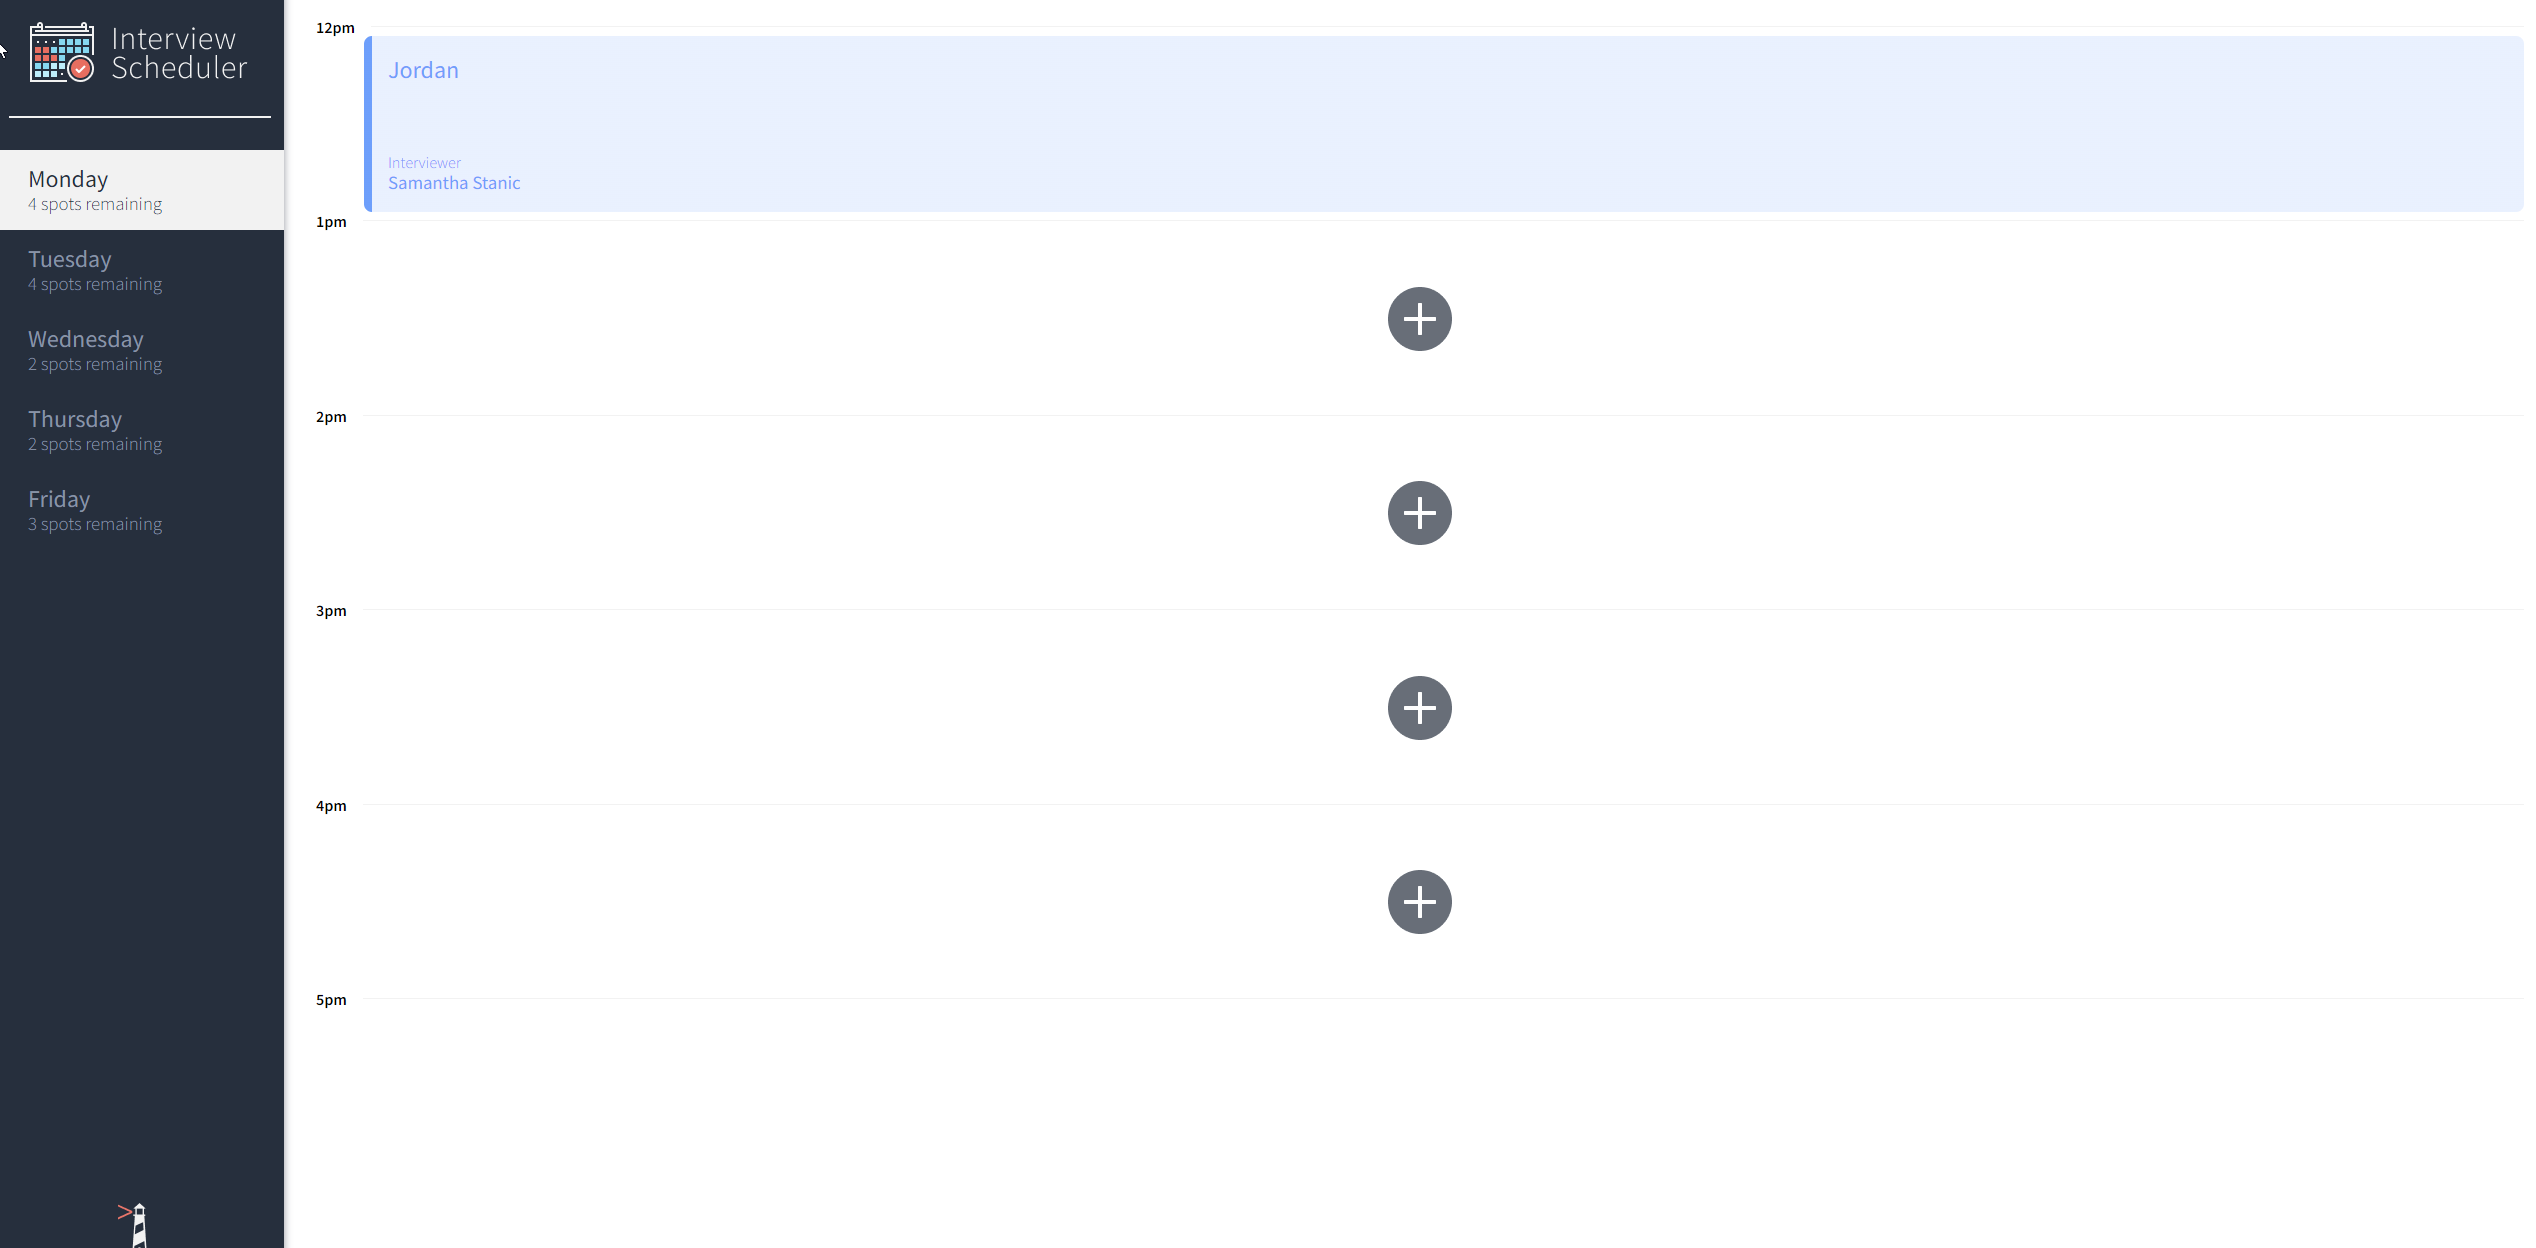 Interview
Scheduler
Monday
4 spots remaining
Tuesday
4 spots remaining
Wednesday
2 spots remaining
Thursday
2 spots remaining
Friday
3 spots remaining
12pm
Jordan
Interviewer
Samantha Stanic
1pm
2pm
3pm
4pm
5pm